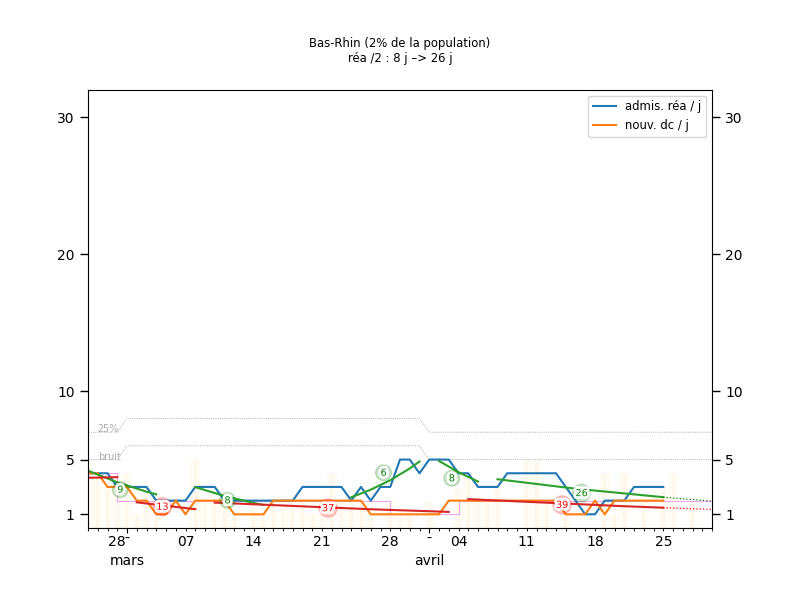 Bas-Rhin (2% de la population)
réa /2 : 8 j –> 26 j
admis. réa / j
nouv. dc / j
30 30
20 20
10 10
25%
bruit
5 5
1 1
9 13 8 37 6 8 39 26
28 07 14 21 28 04 11 18 25
mars avril